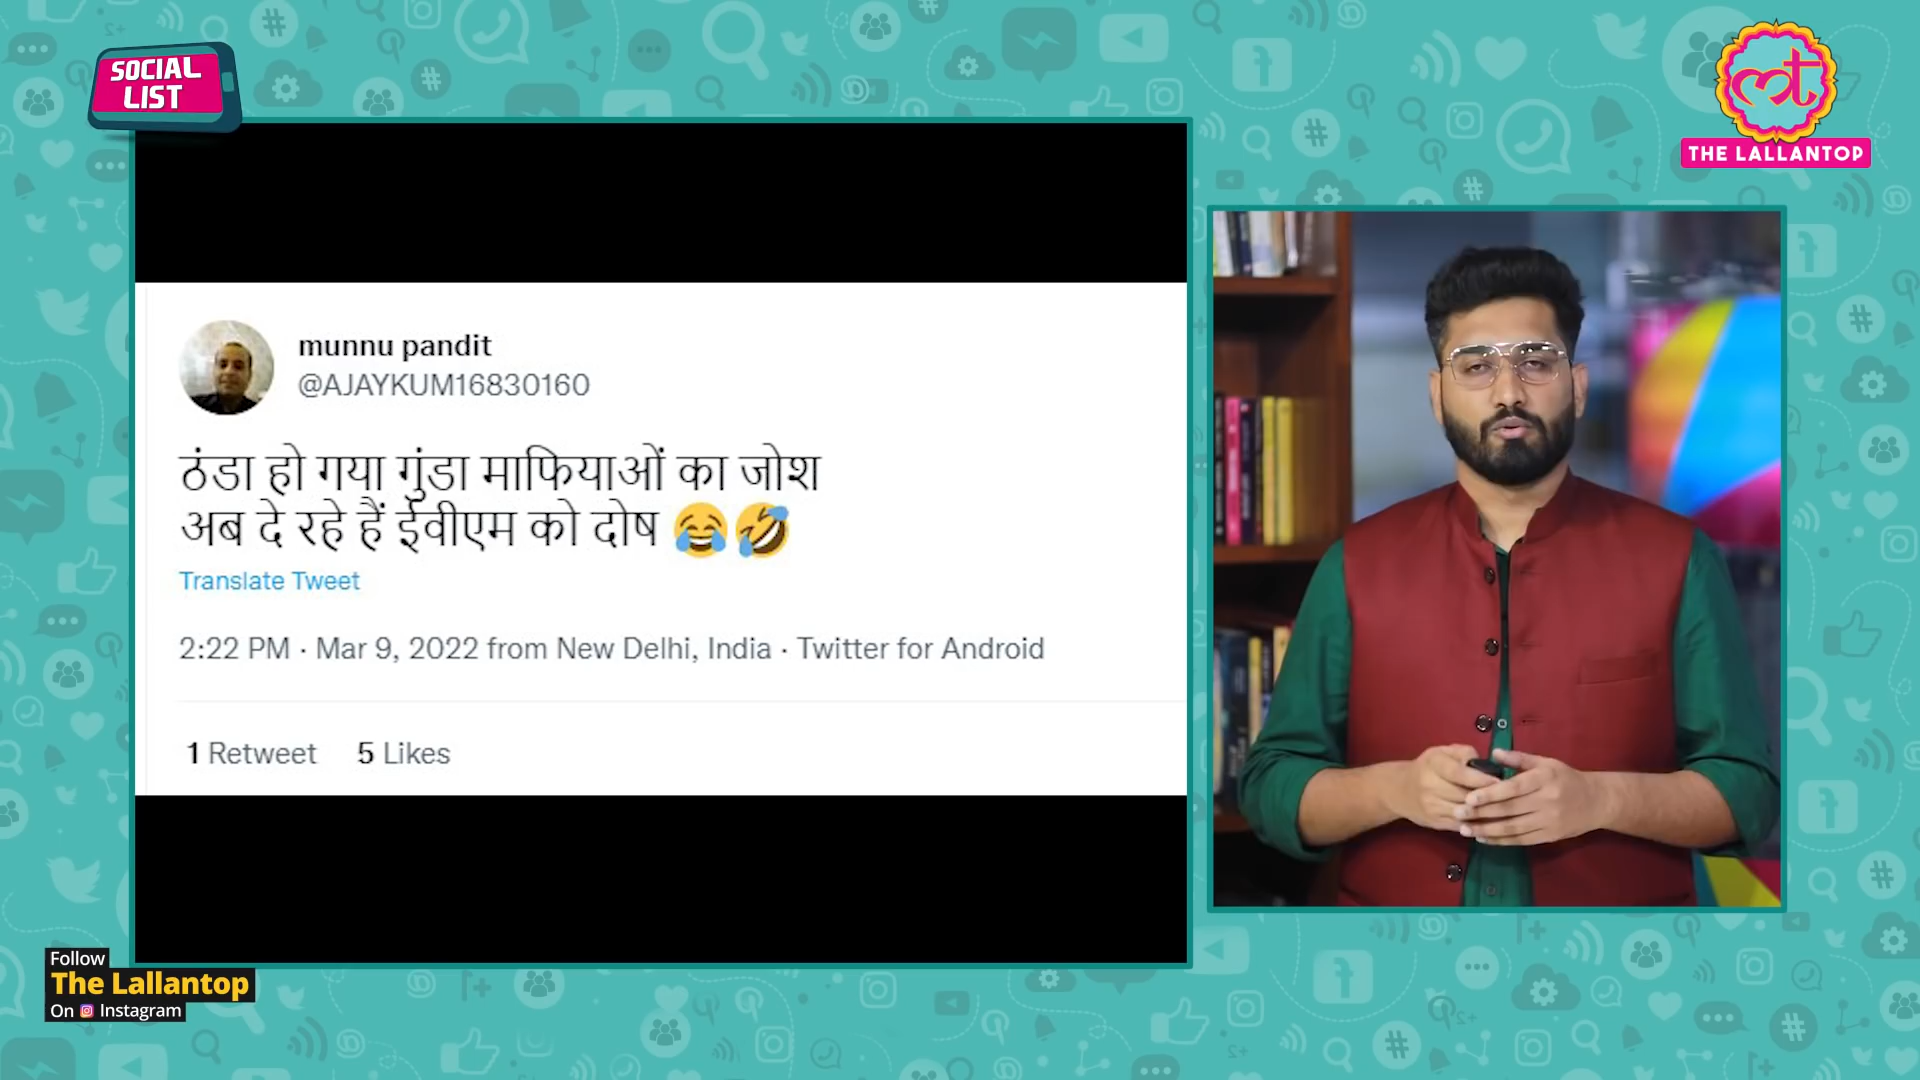 SOCIAL
LIST
THE LALLANTOP
munnu pandit
@AJAYKUM16830160
ठंडा हो गया गुंडा माफियाओं का जोश
अब दे रहे हैं ईवीएम को दोष 😂🤣
Translate Tweet
2:22 PM · Mar 9, 2022 from New Delhi, India · Twitter for Android
1 Retweet 5 Likes
Follow
The Lallantop
On Instagram